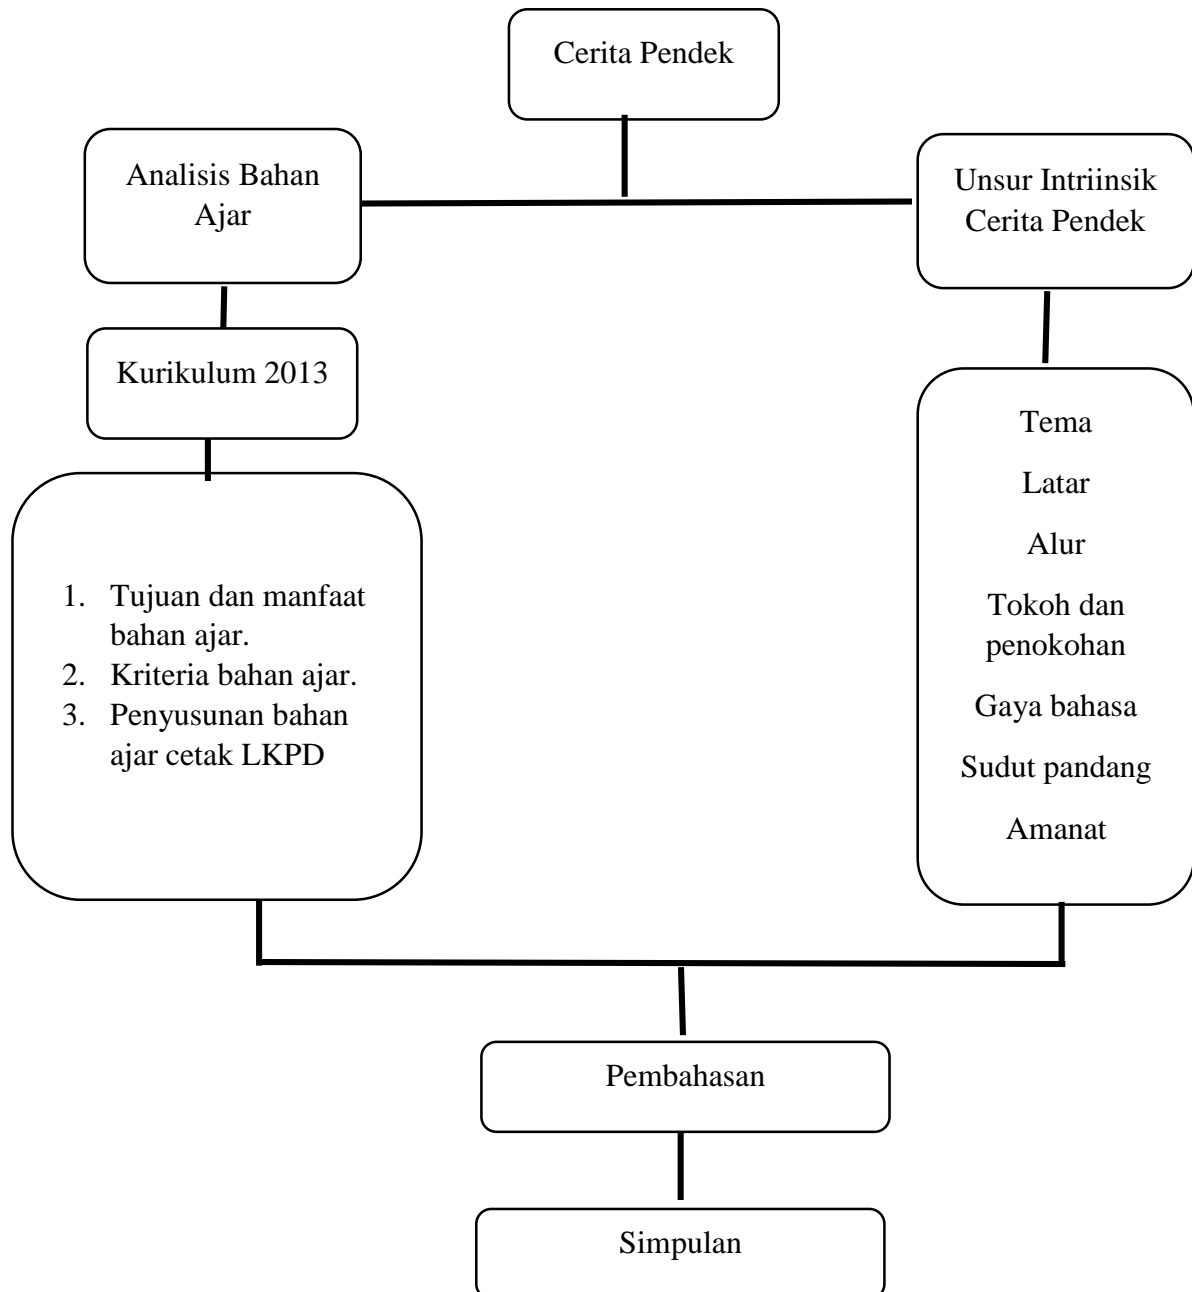 Cerita Pendek
Analisis Bahan
Ajar
Unsur Intriinsik
Cerita Pendek
Kurikulum 2013
1. Tujuan dan manfaat
bahan ajar.
2. Kriteria bahan ajar.
3. Penyusunan bahan
ajar cetak LKPD
Tema
Latar
Alur
Tokoh dan
penokohan
Gaya bahasa
Sudut pandang
Amanat
Pembahasan
Simpulan